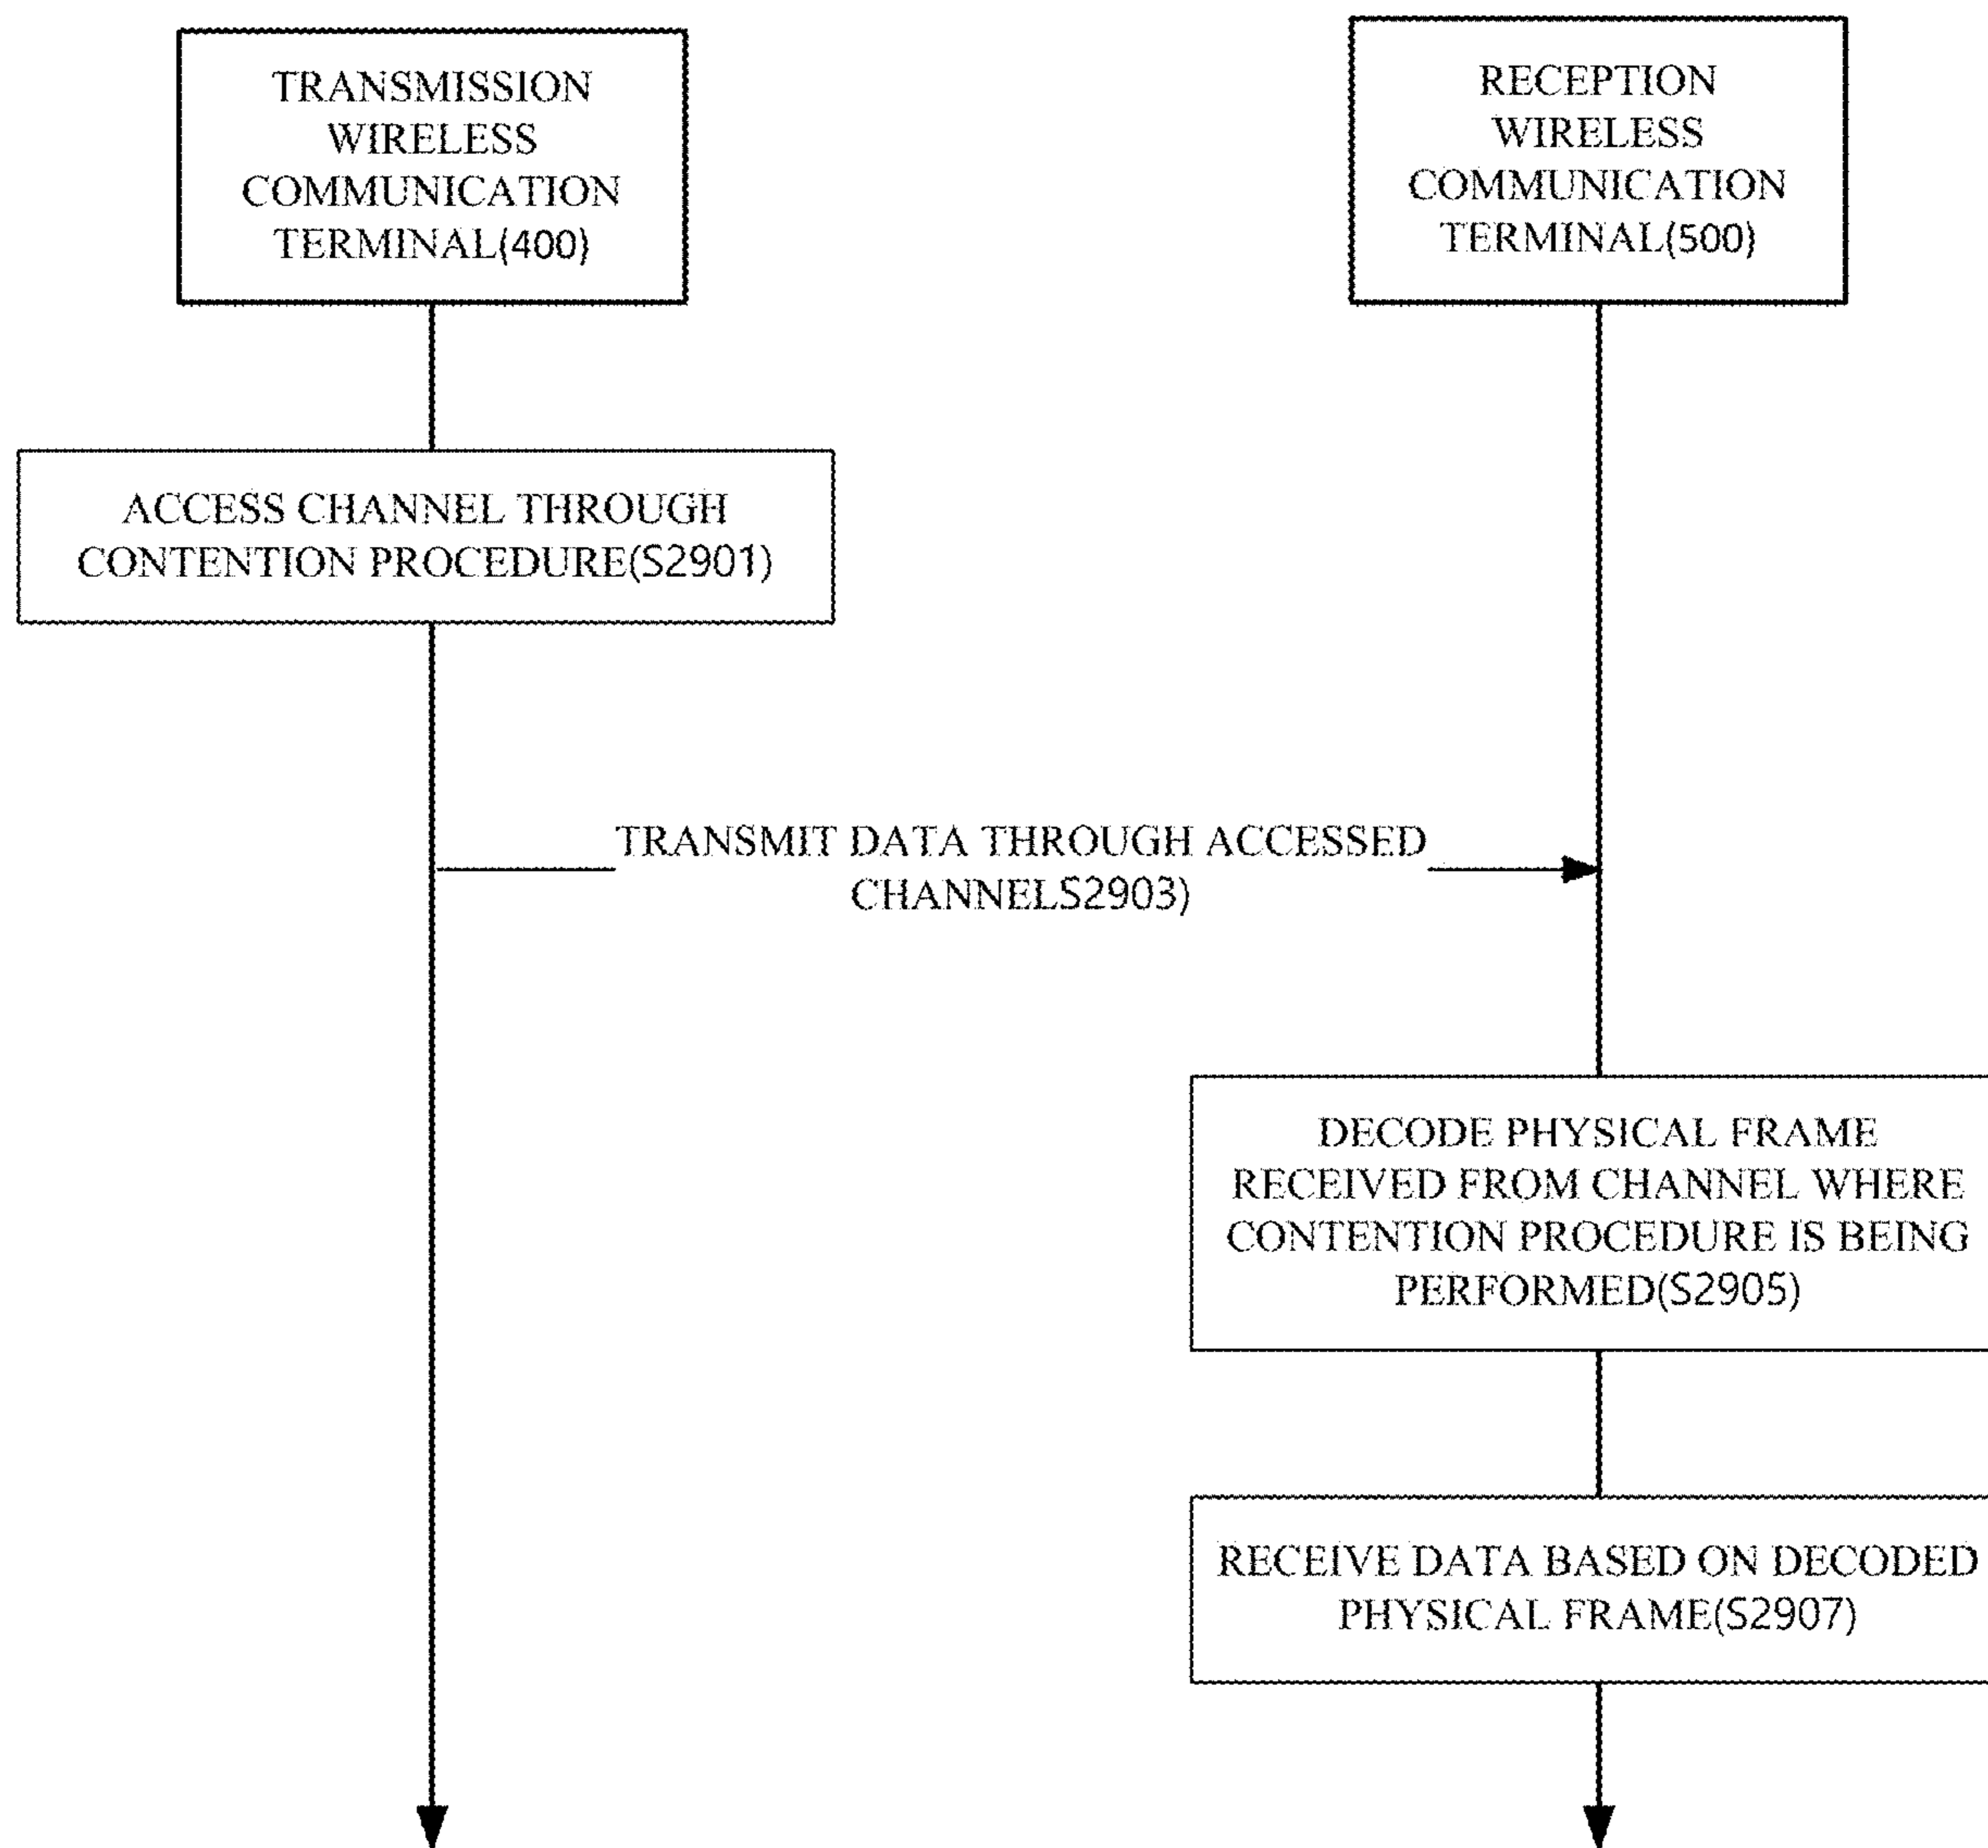 TRANSMISSION
WIRELESS
COMMUNICATION
TERMINAL(400)
RECEPTION
WIRELESS
COMMUNICATION
TERMINAL(500)
ACCESS CHANNEL THROUGH
CONTENTION PROCEDURE(S2901)
TRANSMIT DATA THROUGH ACCESSED
CHANNELS2903)
DECODE PHYSICAL FRAME
RECEIVED FROM CHANNEL WHERE
CONTENTION PROCEDURE IS BEING
PERFORMED(S2905)
RECEIVE DATA BASED ON DECODED
PHYSICAL FRAME(S2907)